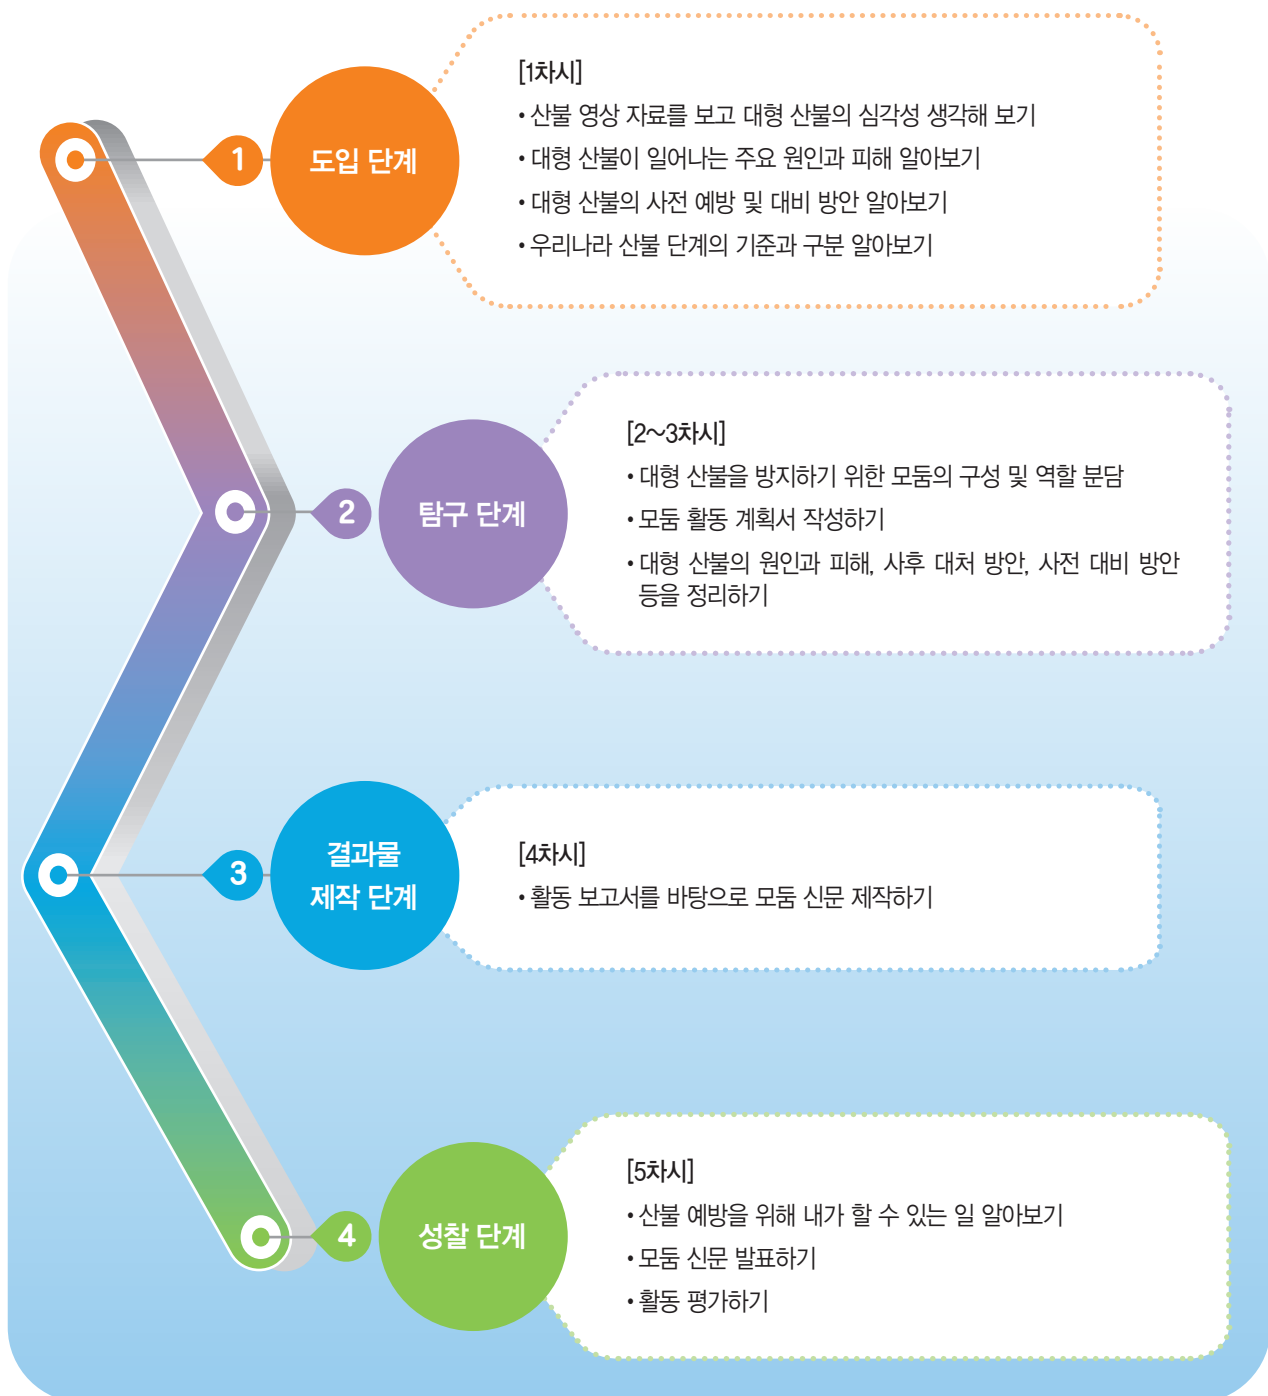 1
도입 단계
[1차시]
• 산불 영상 자료를 보고 대형 산불의 심각성 생각해 보기
• 대형 산불이 일어나는 주요 원인과 피해 알아보기
• 대형 산불의 사전 예방 및 대비 방안 알아보기
• 우리나라 산불 단계의 기준과 구분 알아보기
2
탐구 단계
[2~3차시]
• 대형 산불을 방지하기 위한 모둠의 구성 및 역할 분담
• 모둠 활동 계획서 작성하기
• 대형 산불의 원인과 피해, 사후 대처 방안, 사전 대비 방안
등을 정리하기
3
결과물
제작 단계
[4차시]
• 활동 보고서를 바탕으로 모둠 신문 제작하기
4
성찰 단계
[5차시]
• 산불 예방을 위해 내가 할 수 있는 일 알아보기
• 모둠 신문 발표하기
• 활동 평가하기